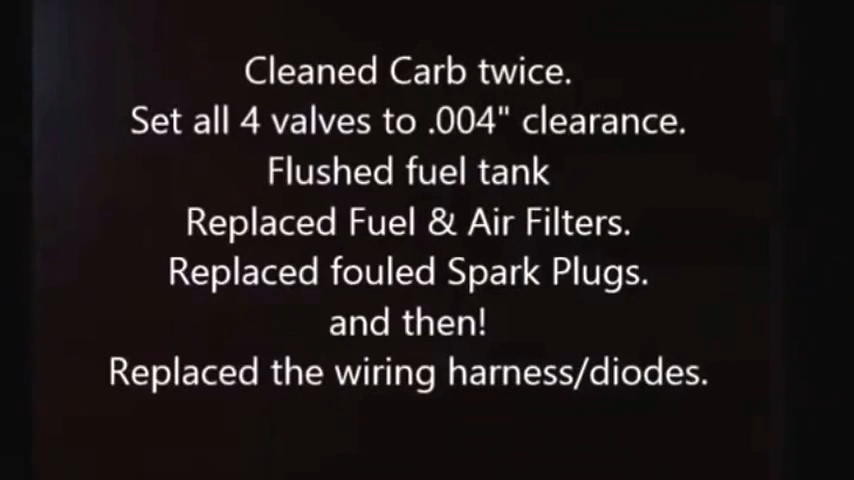 Cleaned Carb twice.
Set all 4 valves to .004" clearance.
Flushed fuel tank
Replaced Fuel & Air Filters.
Replaced fouled Spark Plugs.
and then!
Replaced the wiring harness/diodes.